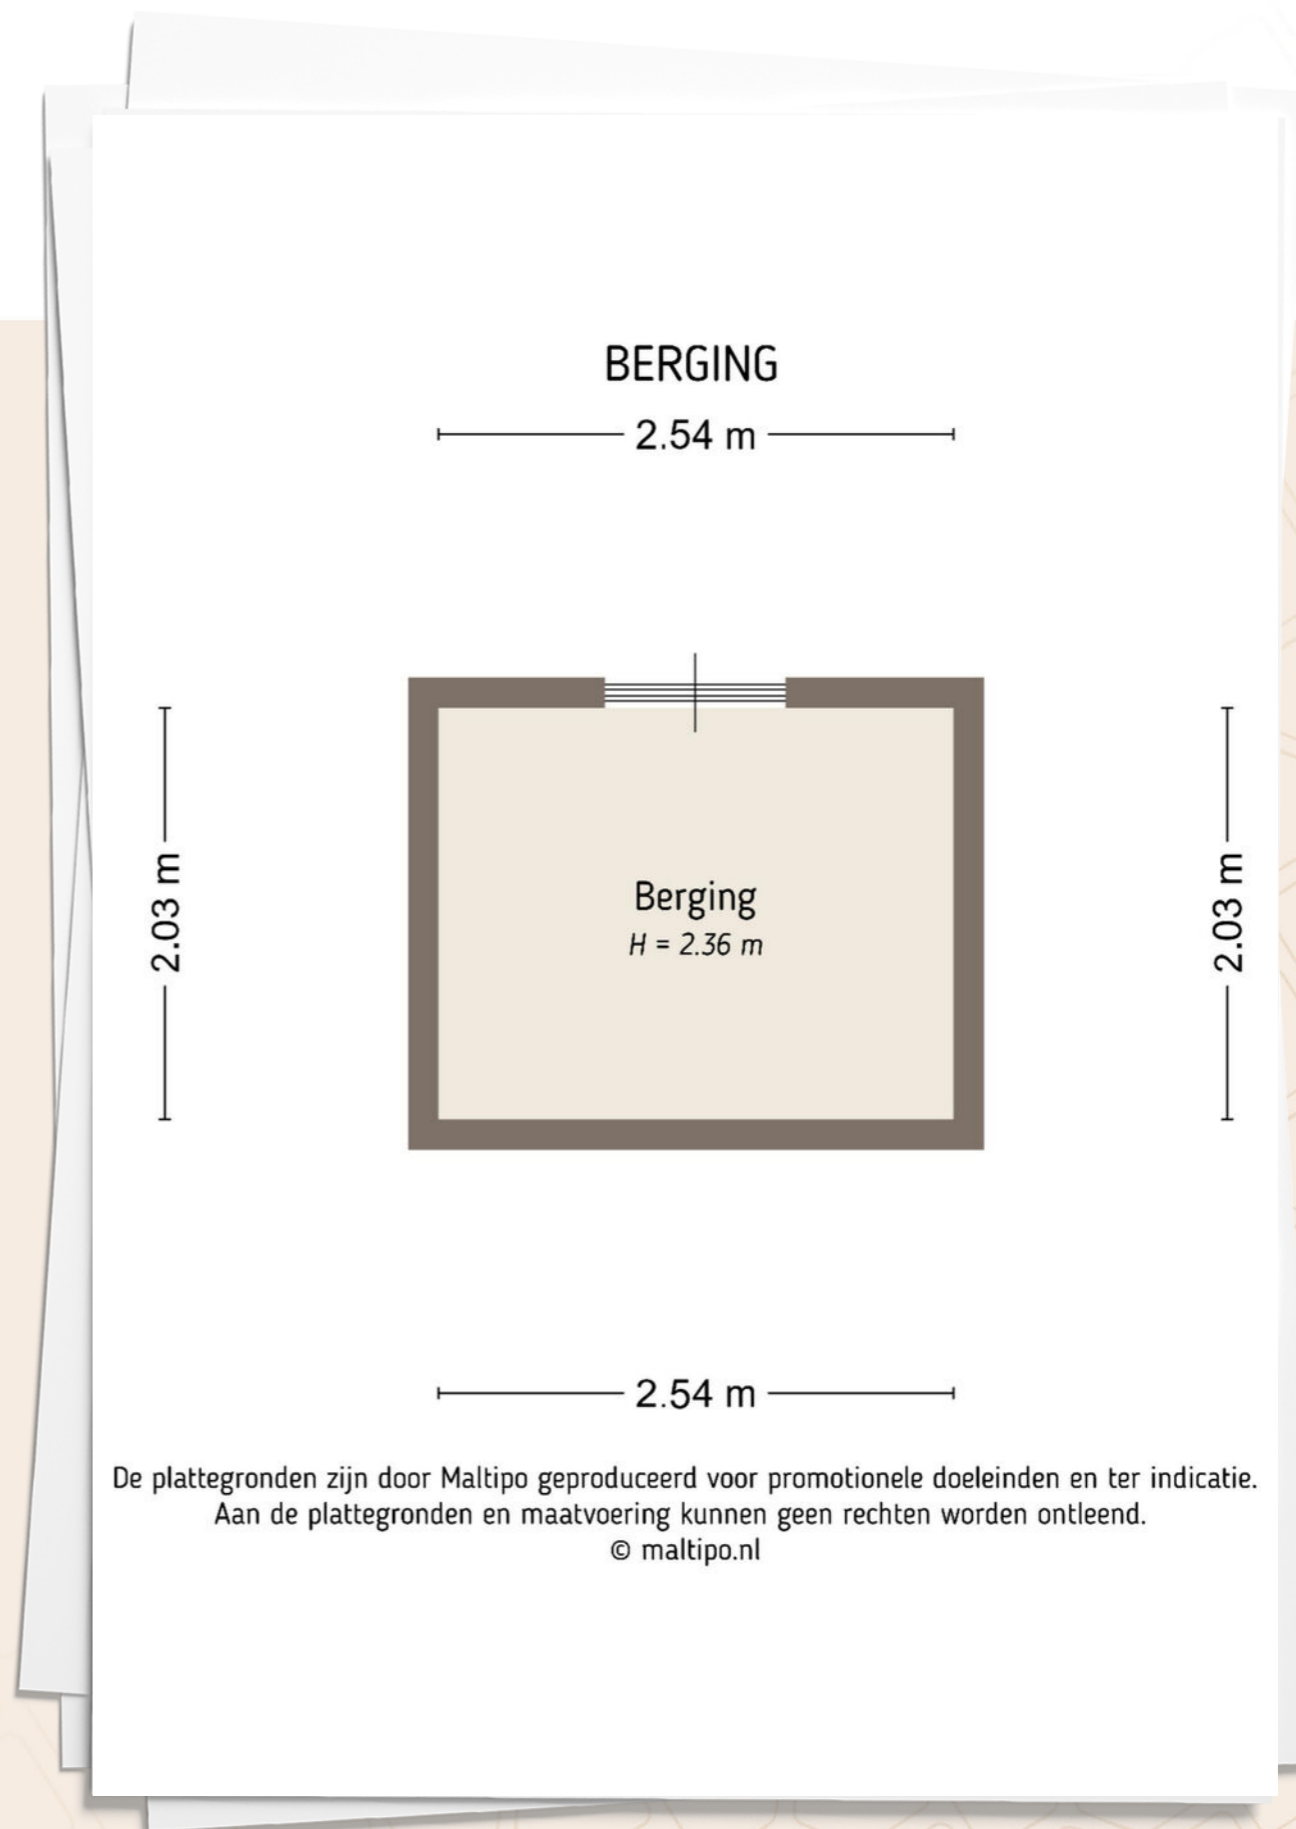 BERGING
2.54 m
2.03 m
2.03 m
Berging
H = 2.36 m
2.54 m
De plattegronden zijn door Maltipo geproduceerd voor promotionele doeleinden en ter indicatie.
Aan de plattegronden en maatvoering kunnen geen rechten worden ontleend.
© maltipo.nl